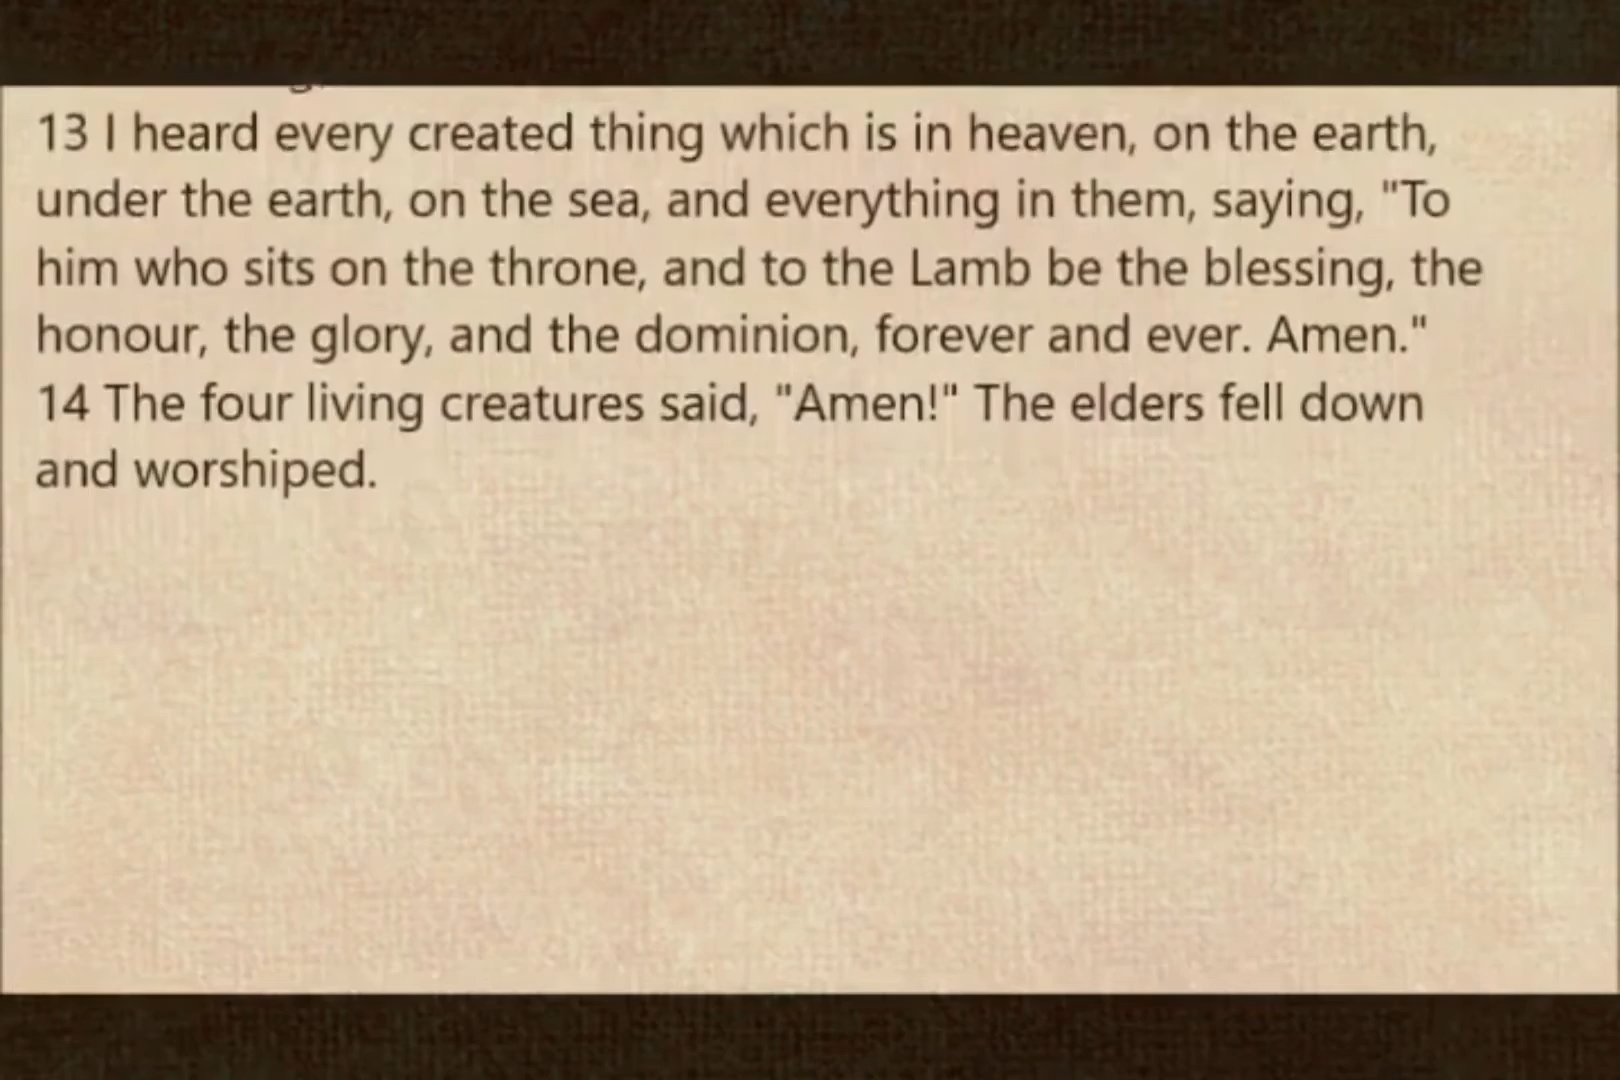 13 I heard every created thing which is in heaven, on the earth,
under the earth, on the sea, and everything in them, saying, "To
him who sits on the throne, and to the Lamb be the blessing, the
honour, the glory, and the dominion, forever and ever. Amen."
14 The four living creatures said, "Amen!" The elders fell down
and worshiped.